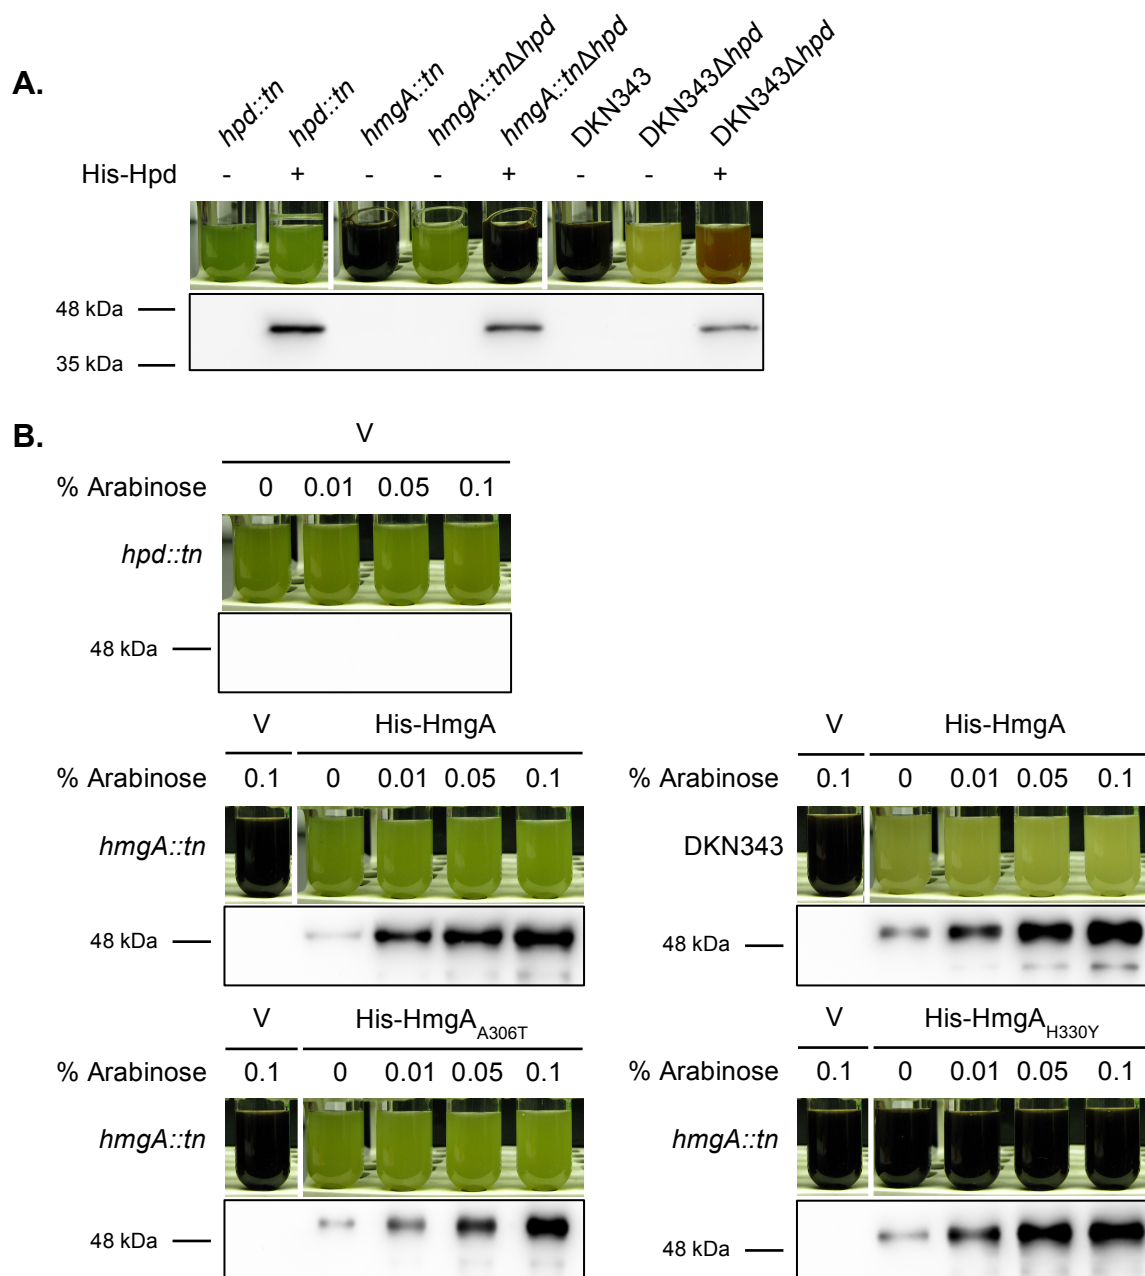 A.
hpd::tn hpd::tn hmgA::tn hmgA::tnΔhpd hmgA::tnΔhpd DKN343 DKN343Δhpd DKN343Δhpd
His-Hpd - + - - + - - +
48 kDa
35 kDa
B.
V
% Arabinose 0 0.01 0.05 0.1
hpd::tn
48 kDa
V His-HmgA
% Arabinose 0.1 0 0.01 0.05 0.1
hmgA::tn
48 kDa
V His-HmgA
% Arabinose 0.1 0 0.01 0.05 0.1
DKN343
48 kDa
V His-HmgA A306T
% Arabinose 0.1 0 0.01 0.05 0.1
hmgA::tn
48 kDa
V His-HmgA H330Y
% Arabinose 0.1 0 0.01 0.05 0.1
hmgA::tn
48 kDa